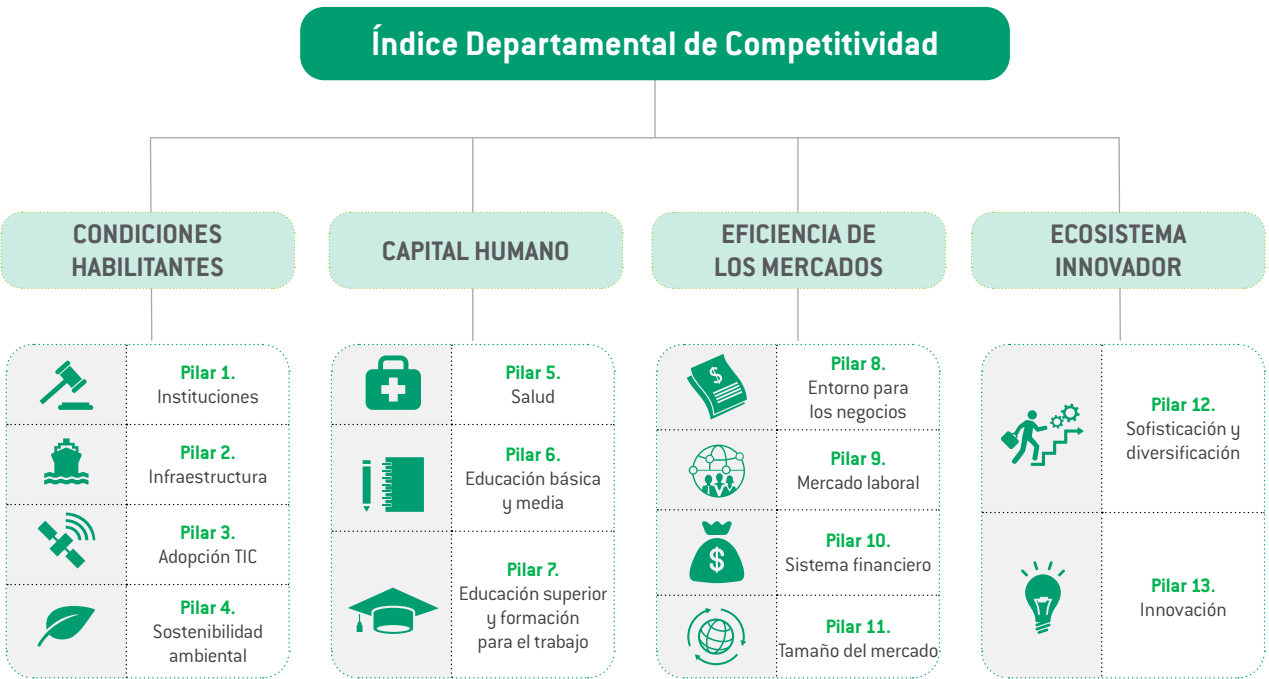 Índice Departamental de Competitividad
CONDICIONES
HABILITANTES
Pilar 1.
Instituciones
Pilar 2.
Infraestructura
Pilar 3.
Adopción TIC
Pilar 4.
Sostenibilidad
ambiental
CAPITAL HUMANO
Pilar 5.
Salud
Pilar 6.
Educación básica
y media
Pilar 7.
Educación superior
y formación
para el trabajo
EFICIENCIA DE
LOS MERCADOS
$
Pilar 8.
Entorno para
los negocios
Pilar 9.
Mercado laboral
$
Pilar 10.
Sistema financiero
Pilar 11.
Tamaño del mercado
ECOSISTEMA
INNOVADOR
Pilar 12.
Sofisticación y
diversificación
Pilar 13.
Innovación